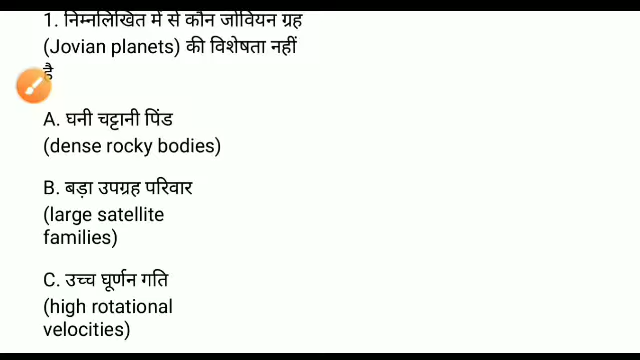 1. निम्नलिखित में से कौन जोवियन ग्रह
(Jovian planets) की विशेषता नहीं
है
A. घनी चट्टानी पिंड
(dense rocky bodies)
B. बड़ा उपग्रह परिवार
(large satellite
families)
C. उच्च घूर्णन गति
(high rotational
velocities)